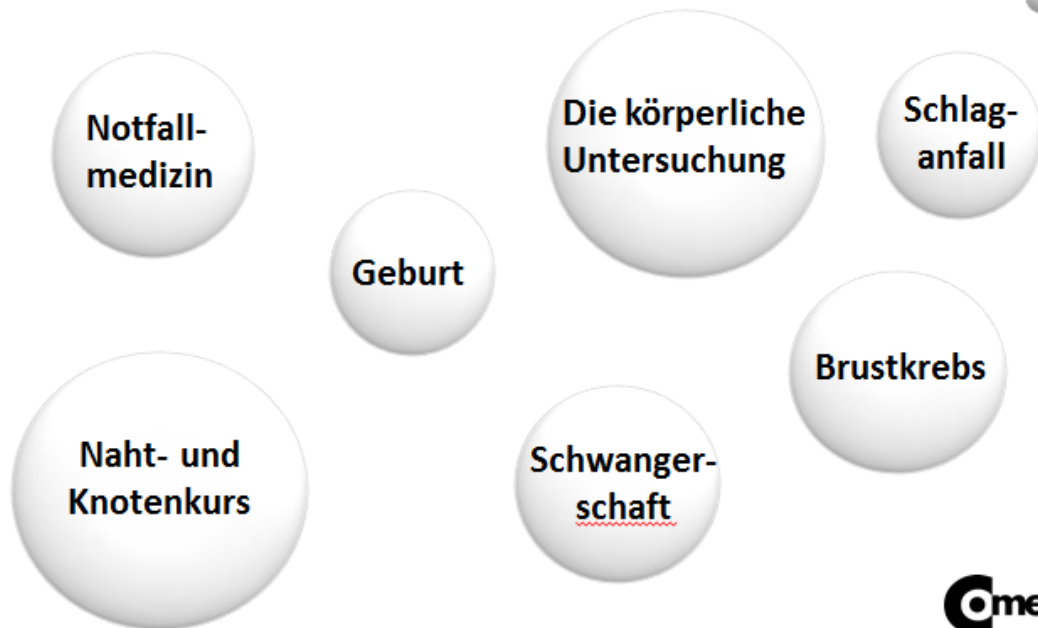 Notfall-
medizin
Die körperliche
Untersuchung
Schlag-
anfall
Geburt
Brustkrebs
Naht- und
Knotenkurs
Schwanger-
schaft